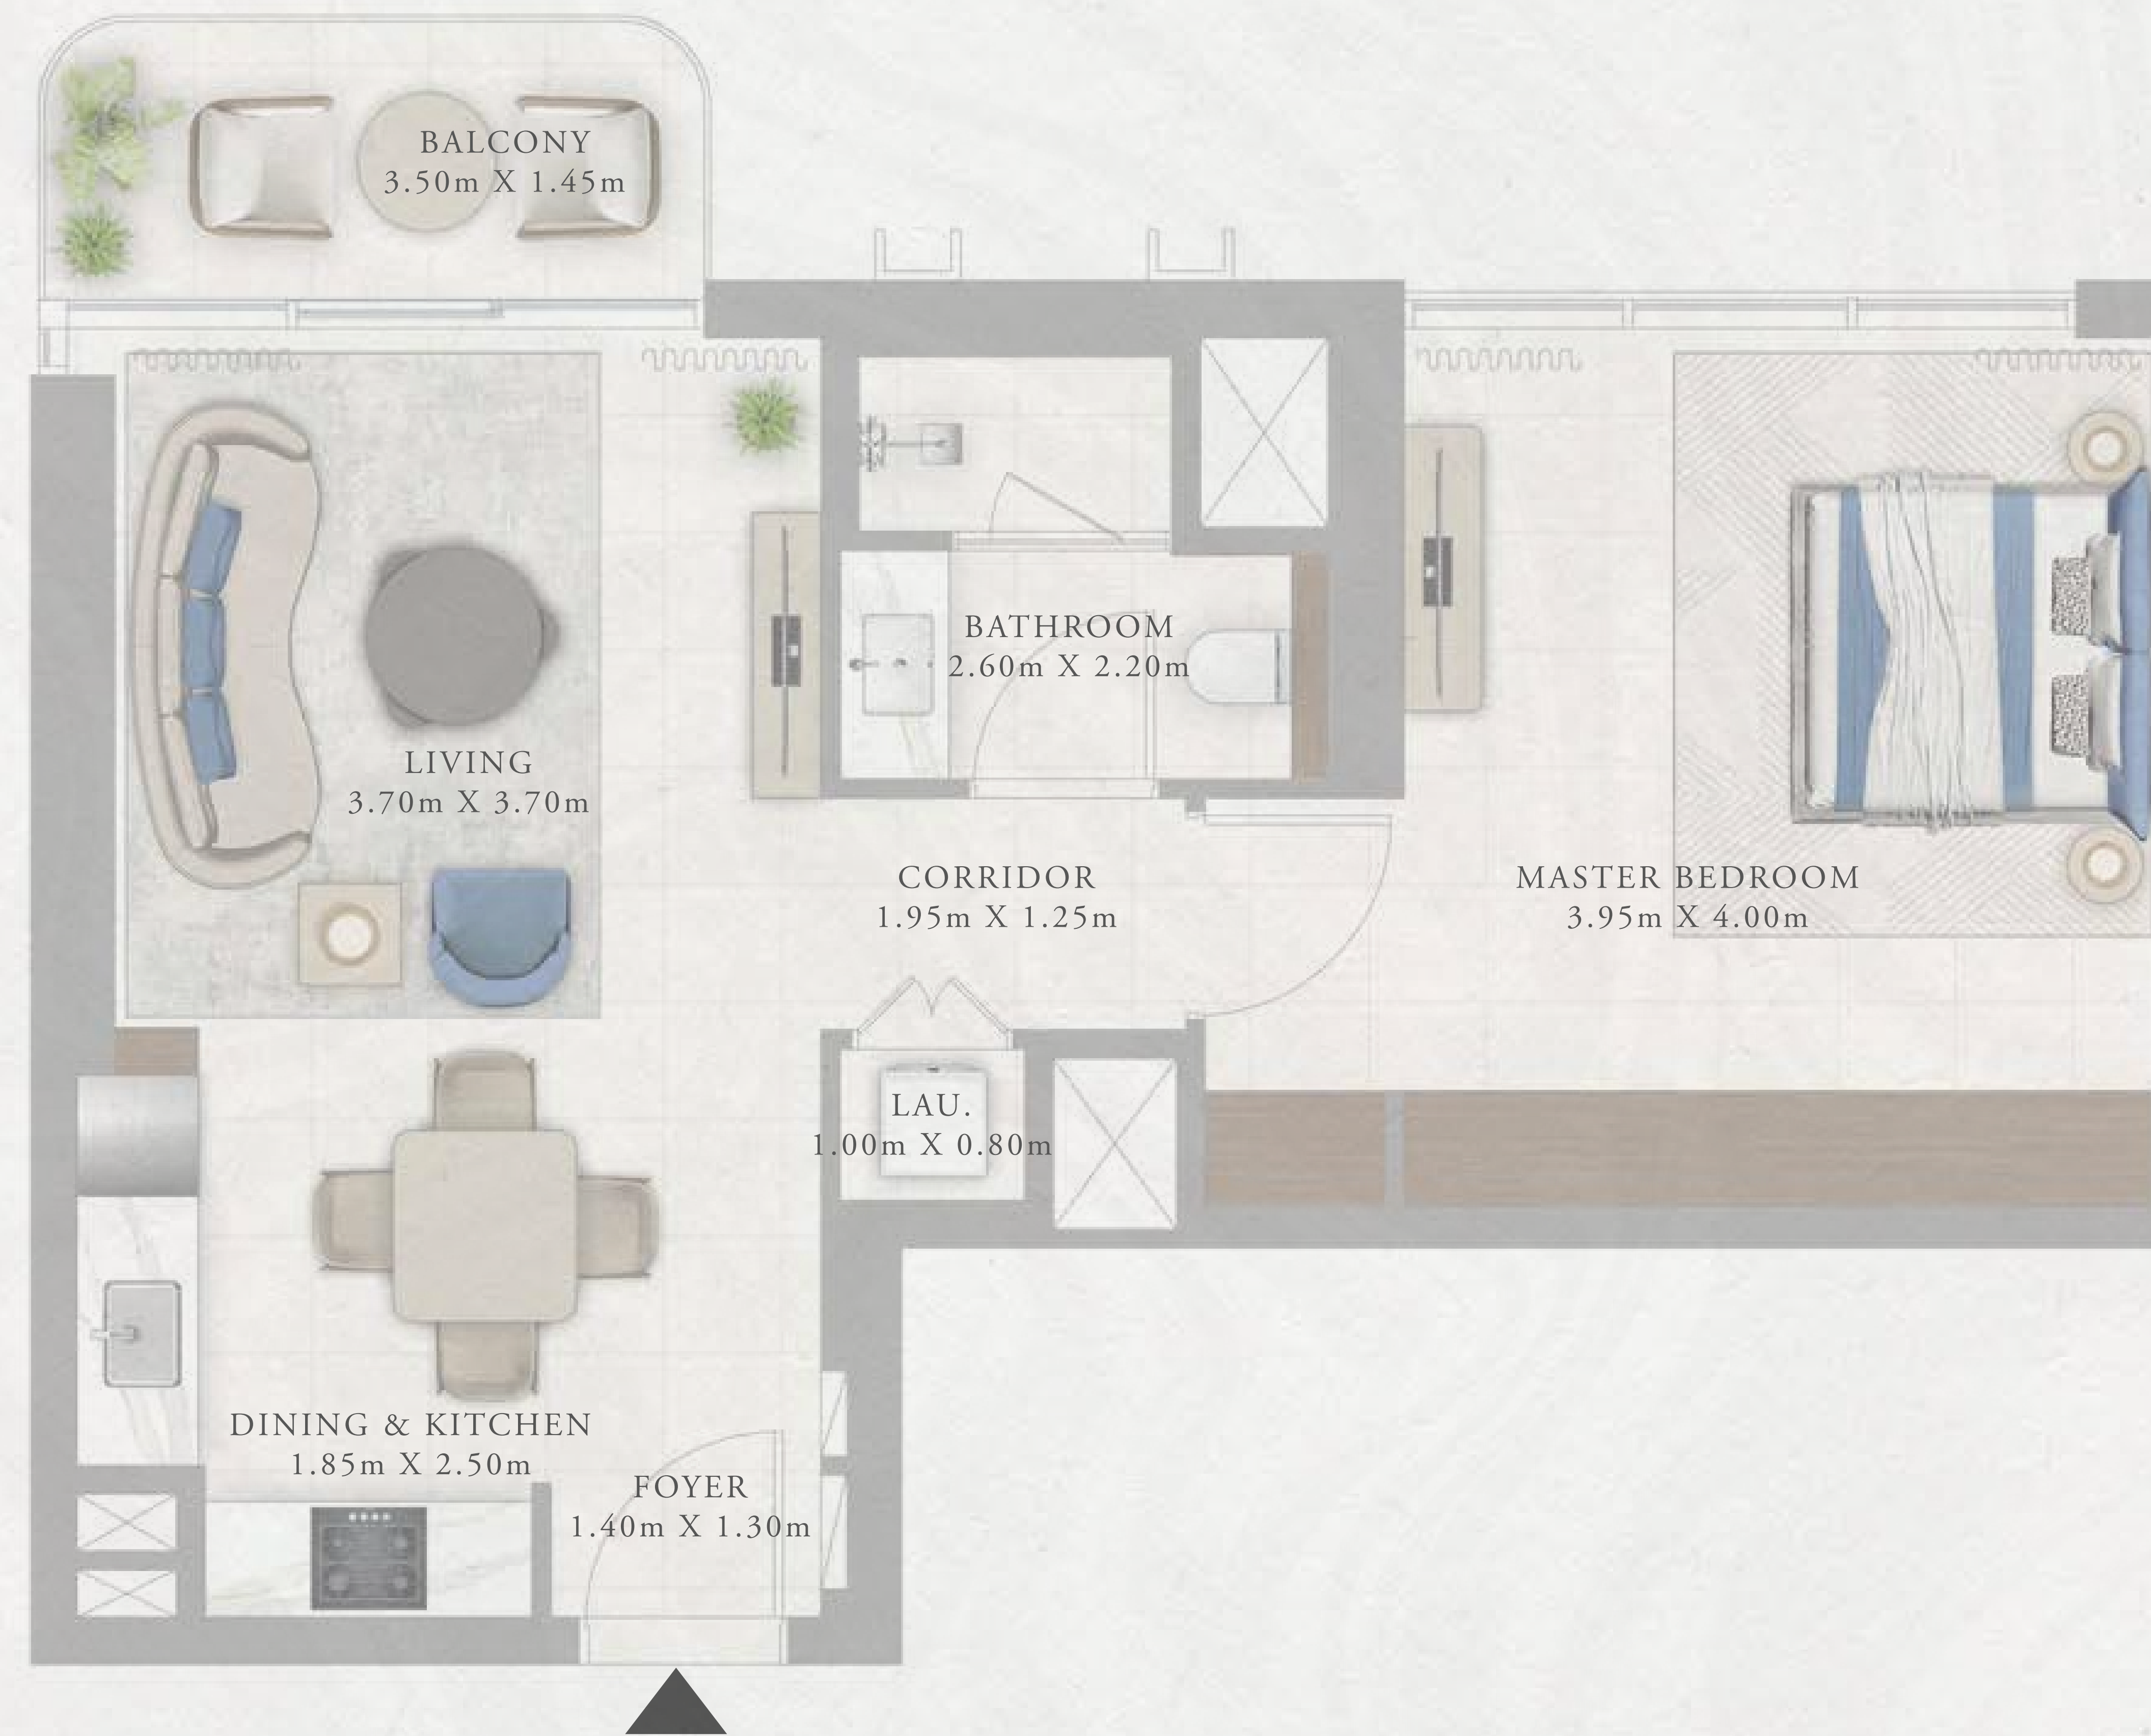 BALCONY
3.50m X 1.45m
BATHROOM
2.60m X 2.20m
LIVING
3.70m X 3.70m
CORRIDOR
1.95m X 1.25m
MASTER BEDROOM
3.95m X 4.00m
LAU.
1.00m X 0.80m
DINING & KITCHEN
1.85m X 2.50m
FOYER
1.40m X 1.30m